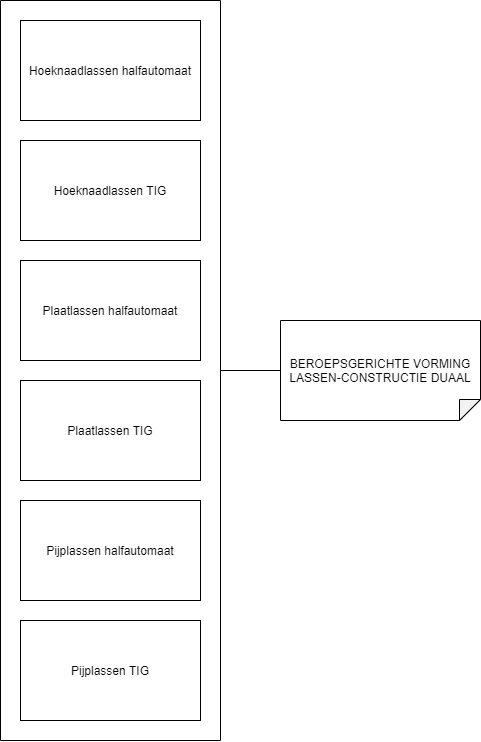 Hoeknaadlassen halfautomaat
Hoeknaadlassen TIG
Plaatlassen halfautomaat
Plaatlassen TIG
Pijplassen halfautomaat
Pijplassen TIG
BEROEPSGERICHTE VORMING
LASSEN-CONSTRUCTIE DUAAL